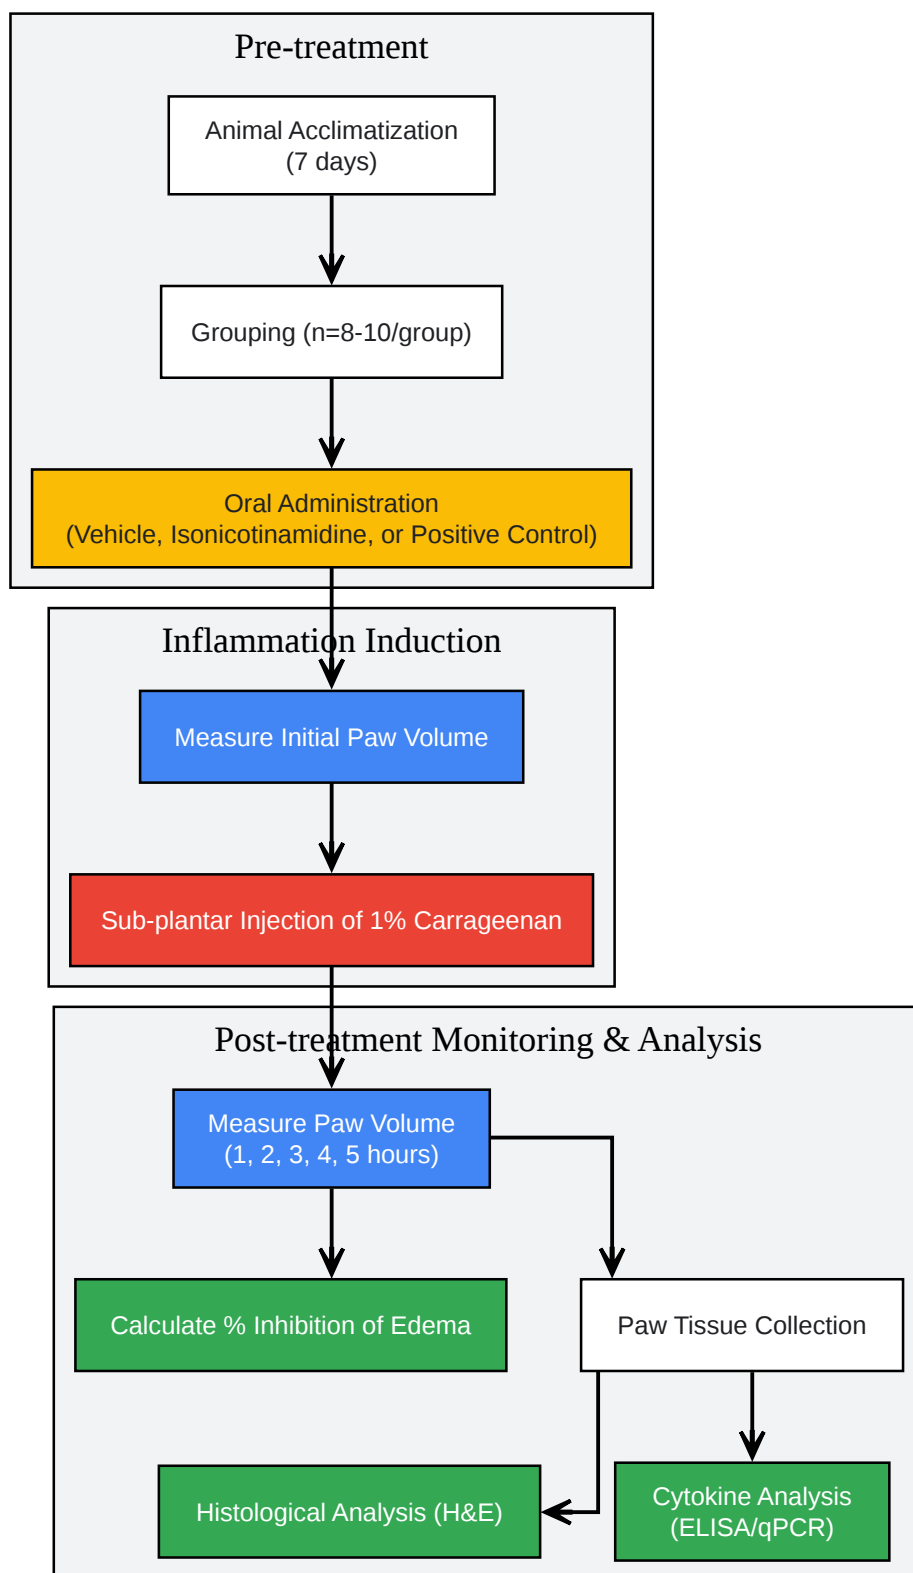 Pre-treatment
Animal Acclimatization
(7 days)
Grouping (n=8-10/group)
Oral Administration
(Vehicle, Isonicotinamidine, or Positive Control)
Inflammation Induction
Measure Initial Paw Volume
Sub-plantar Injection of 1% Carrageenan
Post-treatment Monitoring & Analysis
Measure Paw Volume
(1, 2, 3, 4, 5 hours)
Calculate % Inhibition of Edema
Paw Tissue Collection
Histological Analysis (H&E)
Cytokine Analysis
(ELISA/qPCR)